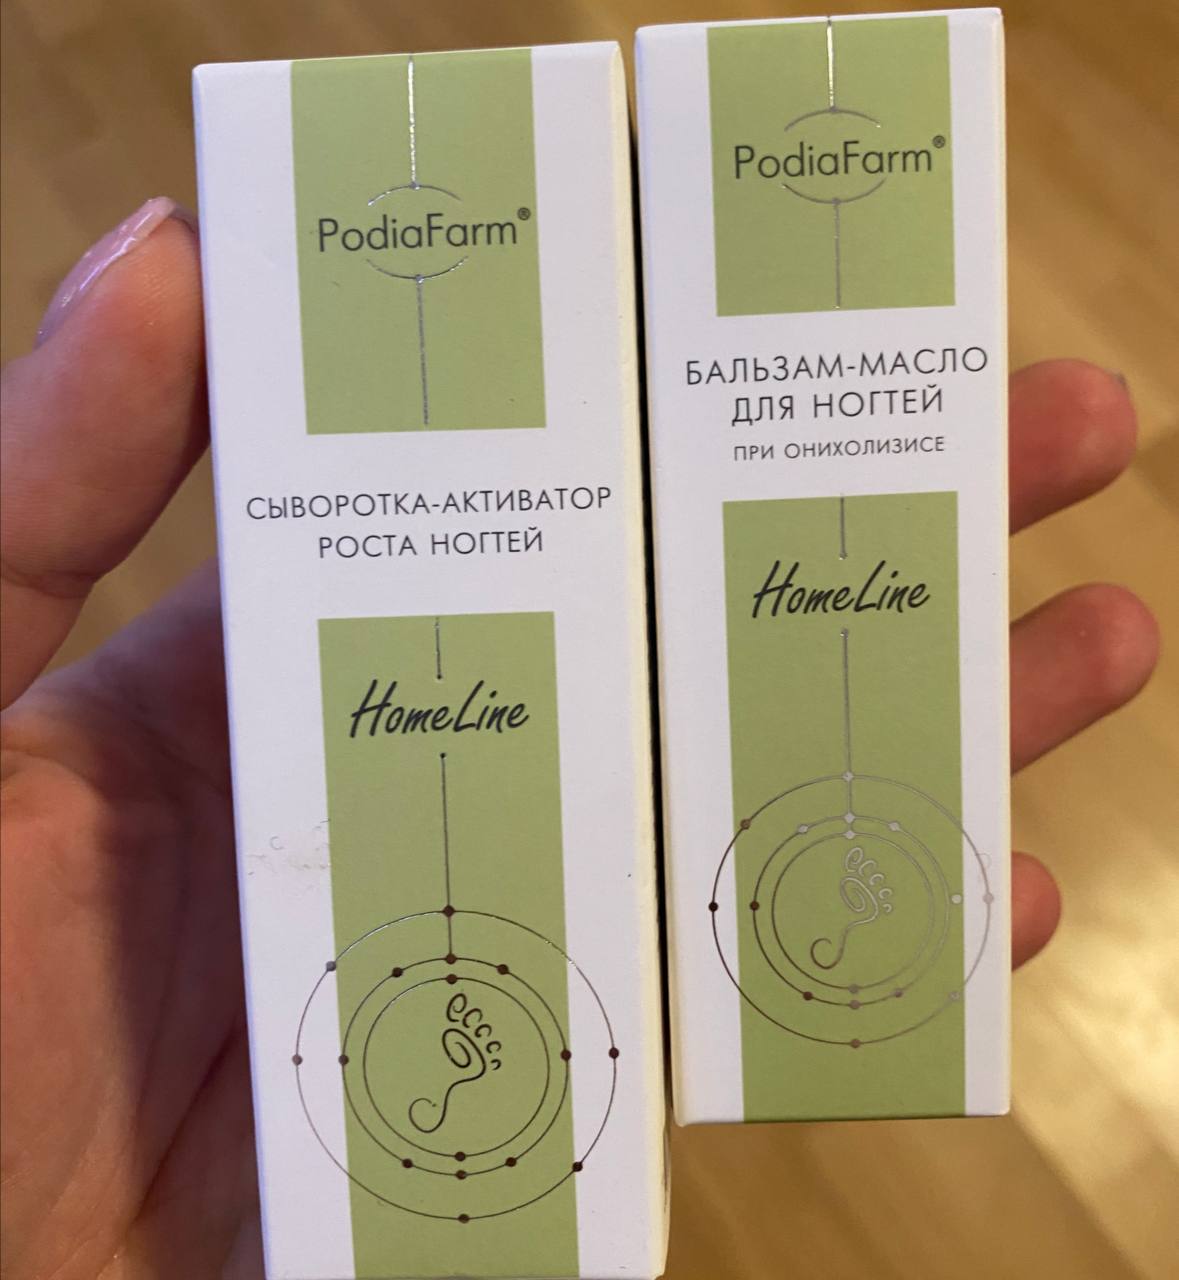 PodiaFarm®
СЫВОРОТКА-АКТИВАТОР
РОСТА НОГТЕЙ
HomeLine
PodiaFarm®
БАЛЬЗАМ-МАСЛО
ДЛЯ НОГТЕЙ
ПРИ ОНИХОЛИЗИСЕ
HomeLine